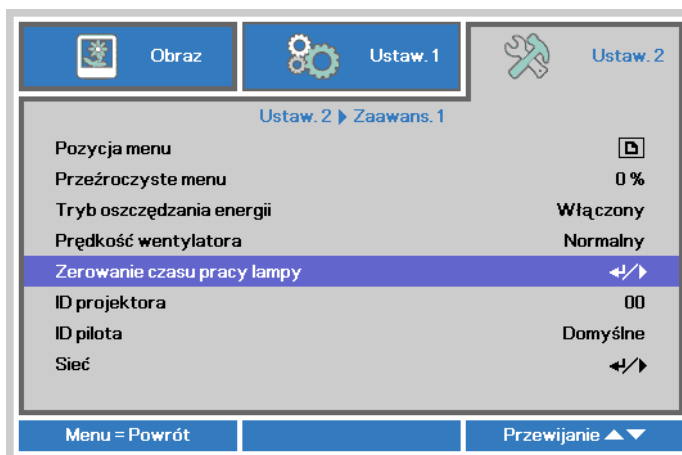 Obraz
Ustaw. 1
Ustaw. 2
Ustaw. 2 ▶ Zaawans. 1
Pozycja menu
Przeźroczyste menu 0 %
Tryb oszczędzania energii Włączony
Prędkość wentylatora Normalny
Zerowanie czasu pracy lampy ↵/▶
ID projektora 00
ID pilota Domyślne
Sieć ↵/▶
Menu = Powrót
Przewijanie ▲▼